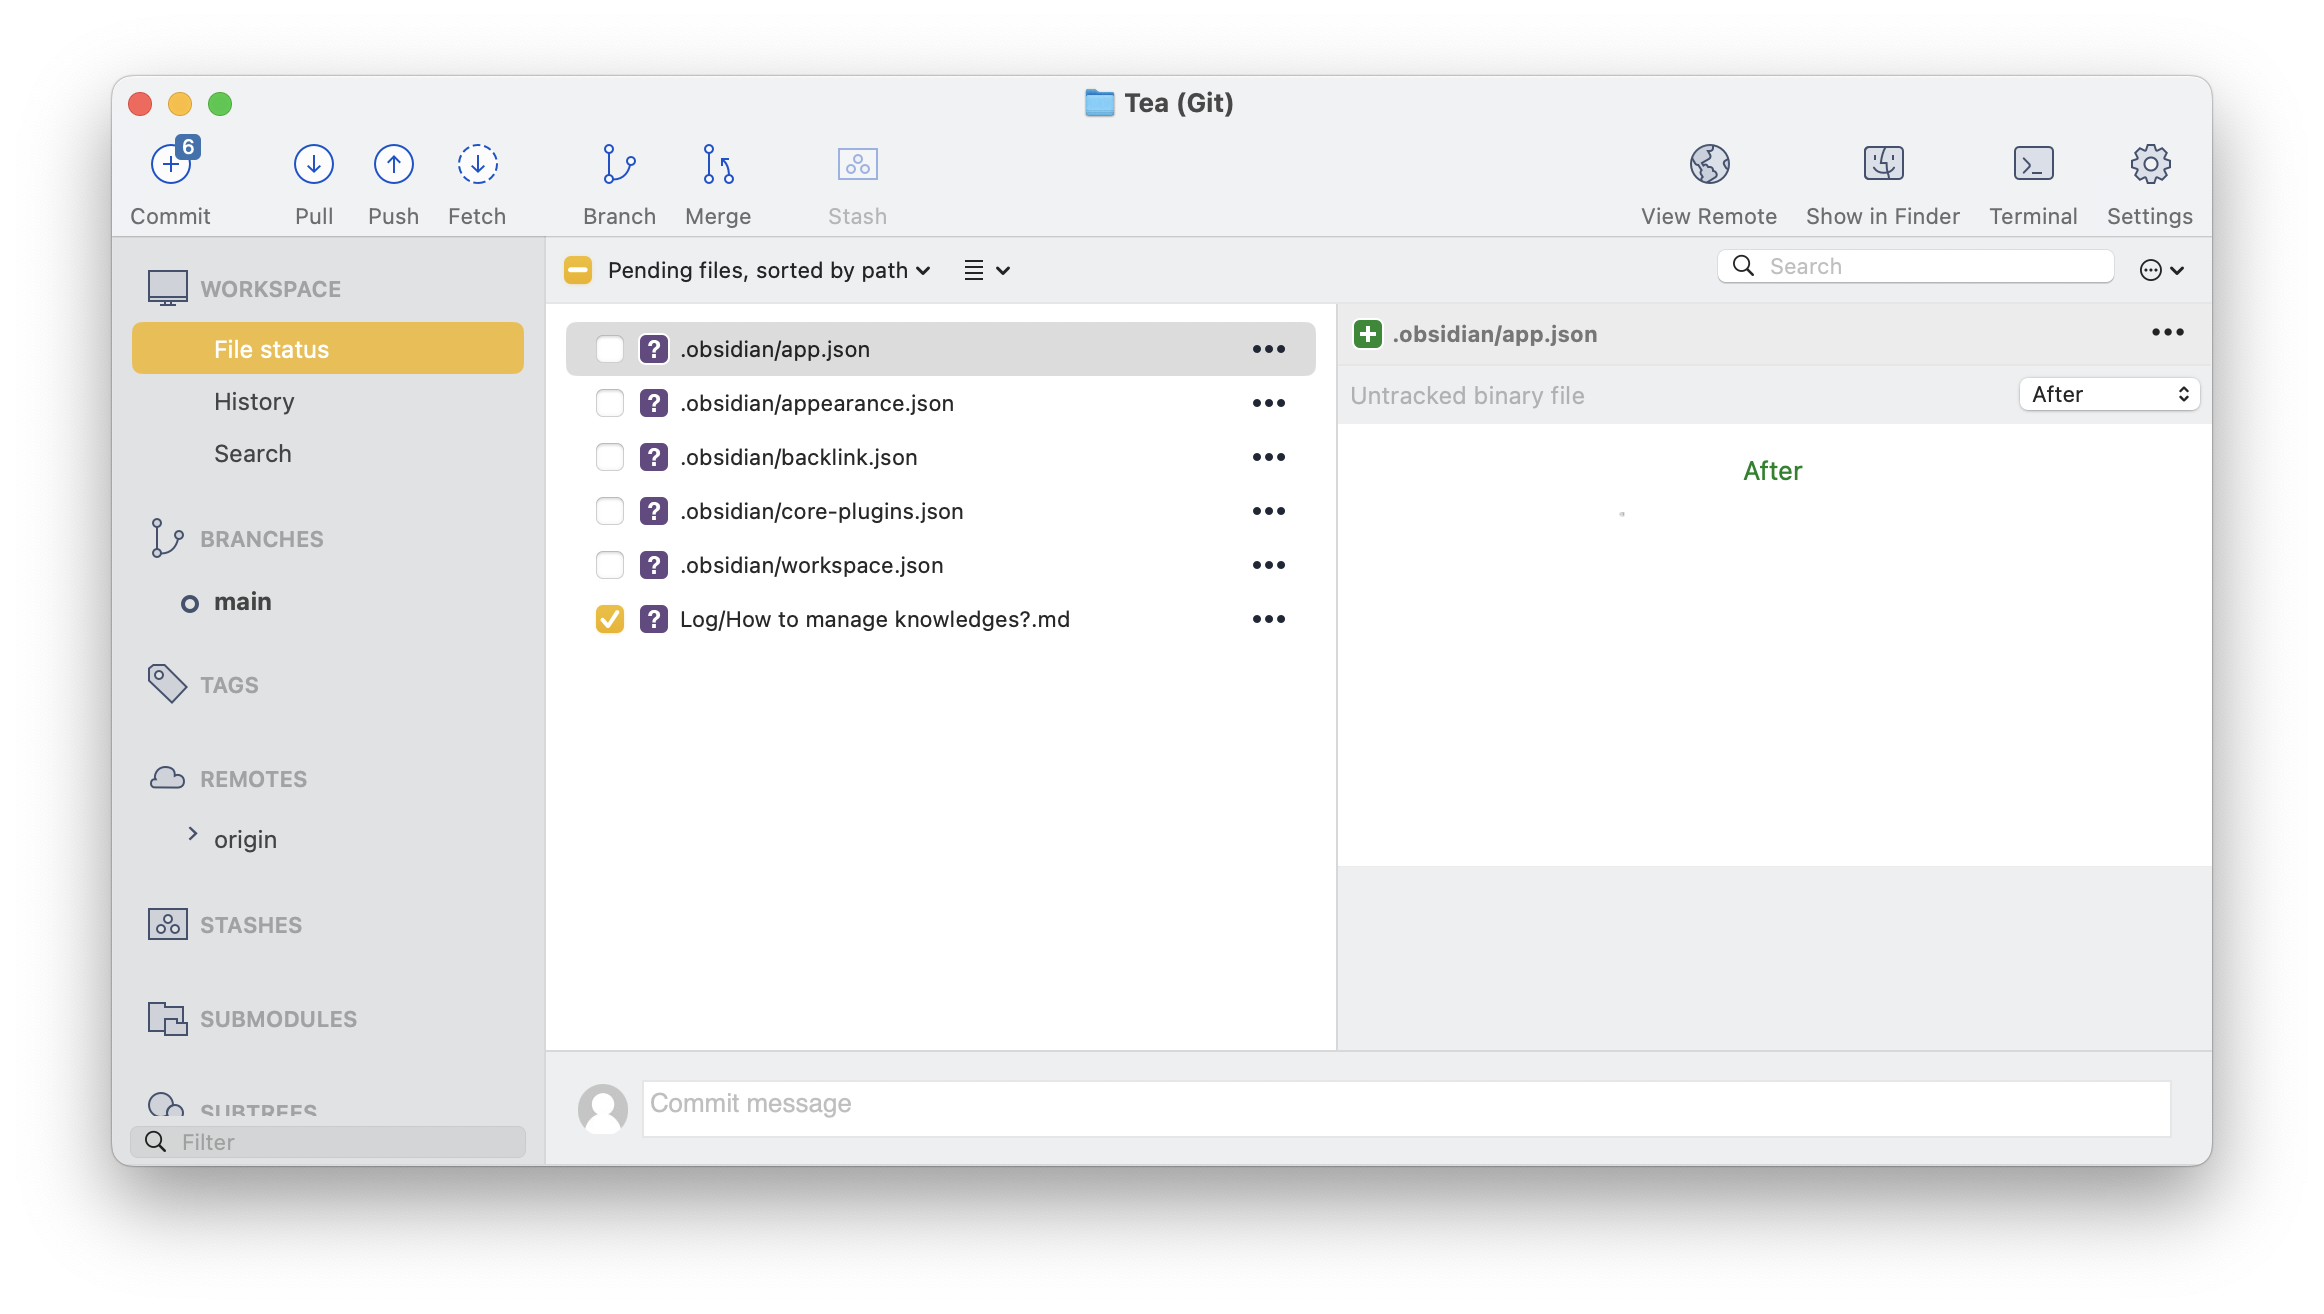 Tea (Git)
6
Commit
Pull
Push
Fetch
Branch
Merge
Stash
View Remote
Show in Finder
Terminal
Settings
WORKSPACE
File status
History
Search
BRANCHES
main
TAGS
REMOTES
origin
STASHES
SUBMODULES
SUBTREES
Filter
Pending files, sorted by path
Search
? .obsidian/app.json
? .obsidian/appearance.json
? .obsidian/backlink.json
? .obsidian/core-plugins.json
? .obsidian/workspace.json
? Log/How to manage knowledges?.md
.obsidian/app.json
Untracked binary file
After
After
Commit message